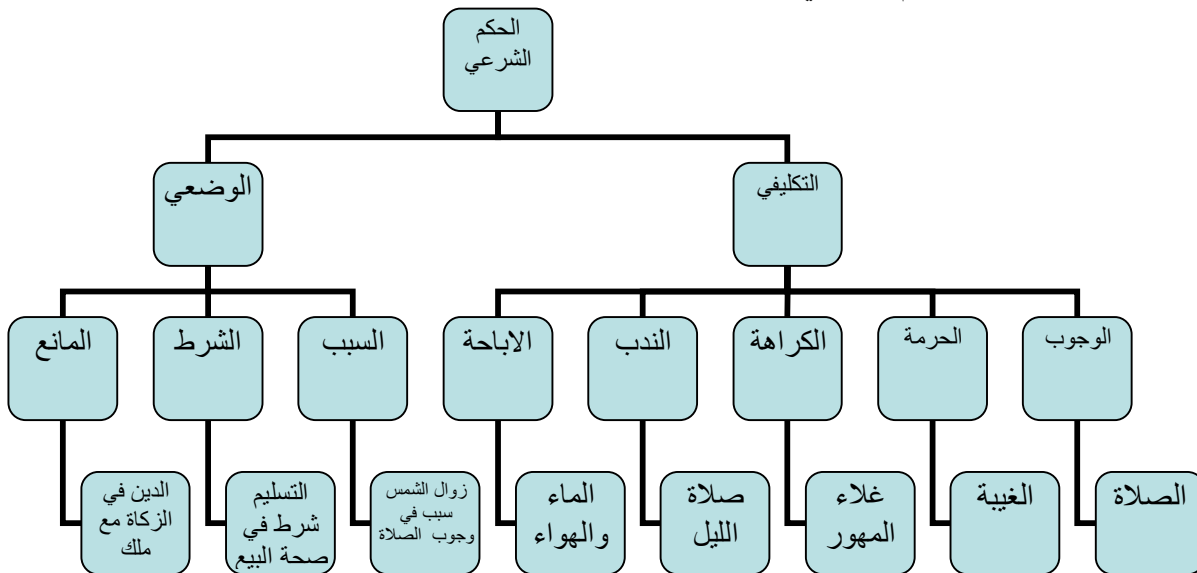 الحكم
الشرعي
التكليفي
الوضعي
الوجوب
الحرمة
الكراهة
الندب
الاباحة
السبب
الشرط
المانع
الصلاة
الغيبة
غلاء
المهور
صلاة
الليل
الماء
والهواء
زوال الشمس
سبب في
وجوب الصلاة
التسليم
شرط في
صحة البيع
الدين في
الزكاة مع
ملك